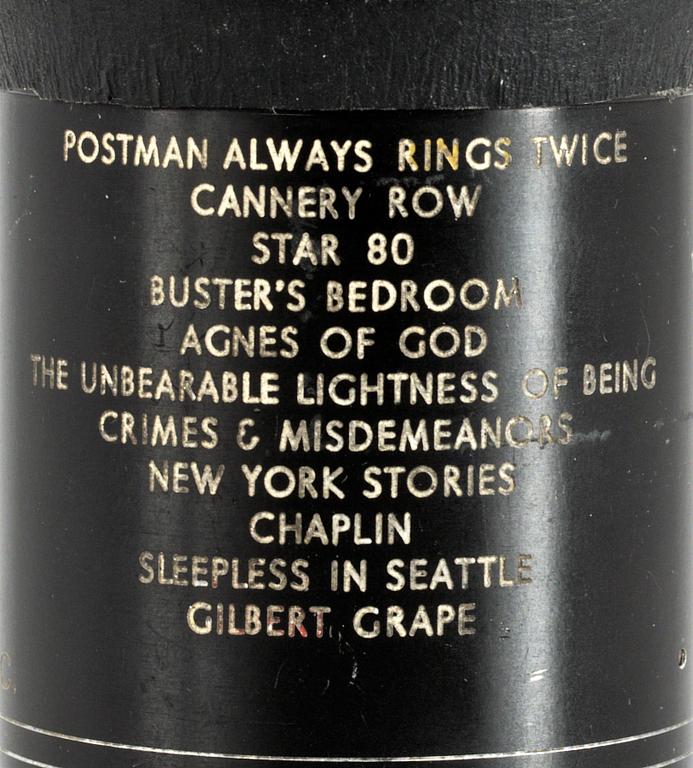 POSTMAN ALWAYS RINGS TWICE
CANNERY ROW
STAR 80
BUSTER'S BEDROOM
AGNES OF GOD
THE UNBEARABLE LIGHTNESS OF BEING
CRIMES & MISDEMEANORS
NEW YORK STORIES
CHAPLIN
SLEEPLESS IN SEATTLE
GILBERT GRAPE
C.